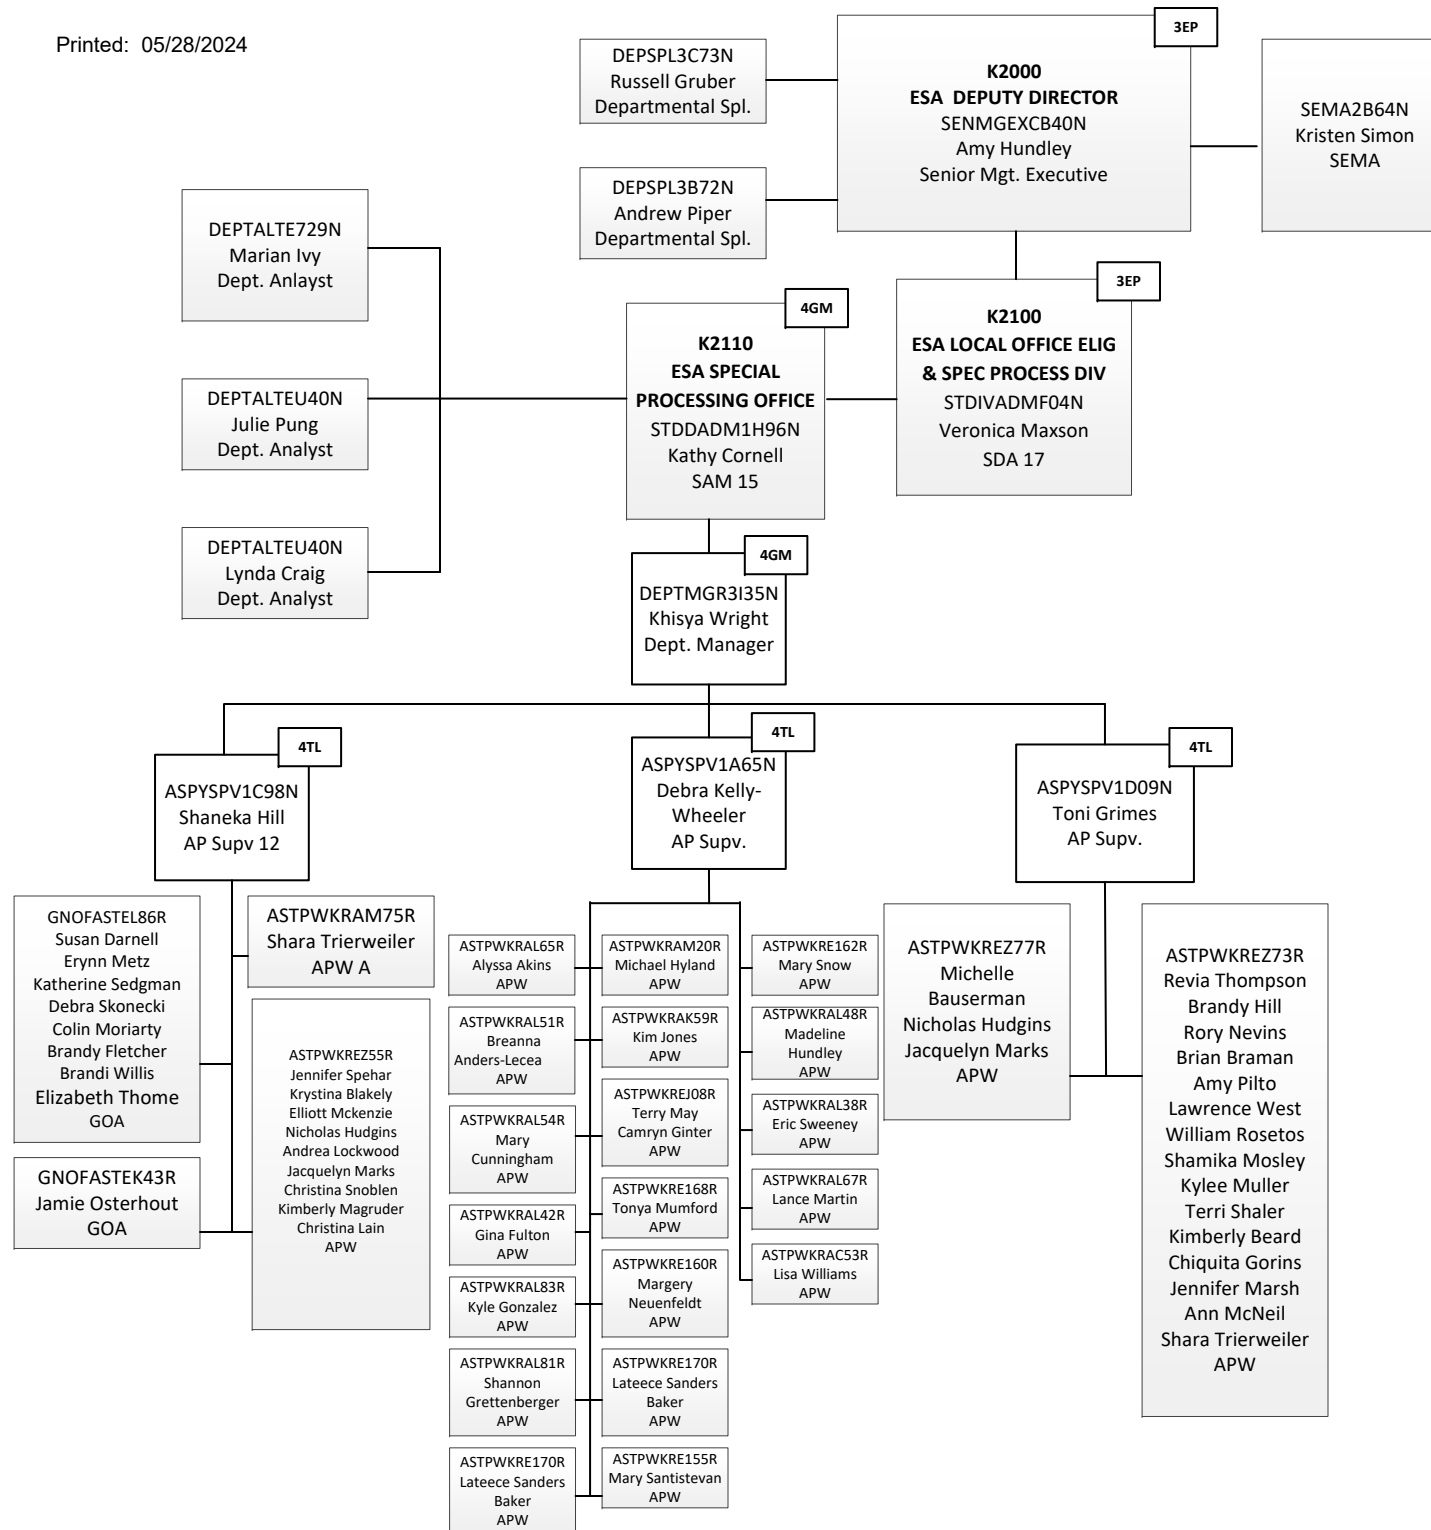 Printed: 05/28/2024
DEPSPL3C73N
Russell Gruber
Departmental Spl.
3EP
K2000
ESA DEPUTY DIRECTOR
SENMGEXCB40N
Amy Hundley
Senior Mgt. Executive
SEMA2B64N
Kristen Simon
SEMA
DEPSPL3B72N
Andrew Piper
Departmental Spl.
DEPTALTE729N
Marian Ivy
Dept. Anlayst
3EP
K2100
ESA LOCAL OFFICE ELIG
& SPEC PROCESS DIV
STDIVADMF04N
Veronica Maxson
SDA 17
4GM
K2110
ESA SPECIAL
PROCESSING OFFICE
STDDADM1H96N
Kathy Cornell
SAM 15
DEPTALTEU40N
Julie Pung
Dept. Analyst
DEPTALTEU40N
Lynda Craig
Dept. Analyst
4GM
DEPTMGR3I35N
Khisya Wright
Dept. Manager
4TL
ASPYSPV1C98N
Shaneka Hill
AP Supv 12
4TL
ASPYSPV1A65N
Debra Kelly-
Wheeler
AP Supv.
4TL
ASPYSPV1D09N
Toni Grimes
AP Supv.
GNOFASTEL86R
Susan Darnell
Erynn Metz
Katherine Sedgman
Debra Skonecki
Colin Moriarty
Brandy Fletcher
Brandi Willis
Elizabeth Thome
GOA
ASTPWKRAM75R
Shara Trierweiler
APW A
GNOFASTEK43R
Jamie Osterhout
GOA
ASTPWKREZ55R
Jennifer Spehar
Krystina Blakely
Elliott Mckenzie
Nicholas Hudgins
Andrea Lockwood
Jacquelyn Marks
Christina Snoblen
Kimberly Magruder
Christina Lain
APW
ASTPWKRAL65R
Alyssa Akins
APW
ASTPWKRAL51R
Breanna
Anders-Lecea
APW
ASTPWKRAL54R
Mary
Cunningham
APW
ASTPWKRAL42R
Gina Fulton
APW
ASTPWKRAL83R
Kyle Gonzalez
APW
ASTPWKRAL81R
Shannon
Grettenberger
APW
ASTPWKRE170R
Lateece Sanders
Baker
APW
ASTPWKRAM20R
Michael Hyland
APW
ASTPWKRAK59R
Kim Jones
APW
ASTPWKREJ08R
Terry May
Camryn Ginter
APW
ASTPWKRE168R
Tonya Mumford
APW
ASTPWKRE160R
Margery
Neuenfeldt
APW
ASTPWKRE170R
Lateece Sanders
Baker
APW
ASTPWKRE155R
Mary Santistevan
APW
ASTPWKRE162R
Mary Snow
APW
ASTPWKRAL48R
Madeline
Hundley
APW
ASTPWKRAL38R
Eric Sweeney
APW
ASTPWKRAL67R
Lance Martin
APW
ASTPWKRAC53R
Lisa Williams
APW
ASTPWKREZ77R
Michelle
Bauserman
Nicholas Hudgins
Jacquelyn Marks
APW
ASTPWKREZ73R
Revia Thompson
Brandy Hill
Rory Nevins
Brian Braman
Amy Pilto
Lawrence West
William Rosetos
Shamika Mosley
Kylee Muller
Terri Shaler
Kimberly Beard
Chiquita Gorins
Jennifer Marsh
Ann McNeil
Shara Trierweiler
APW